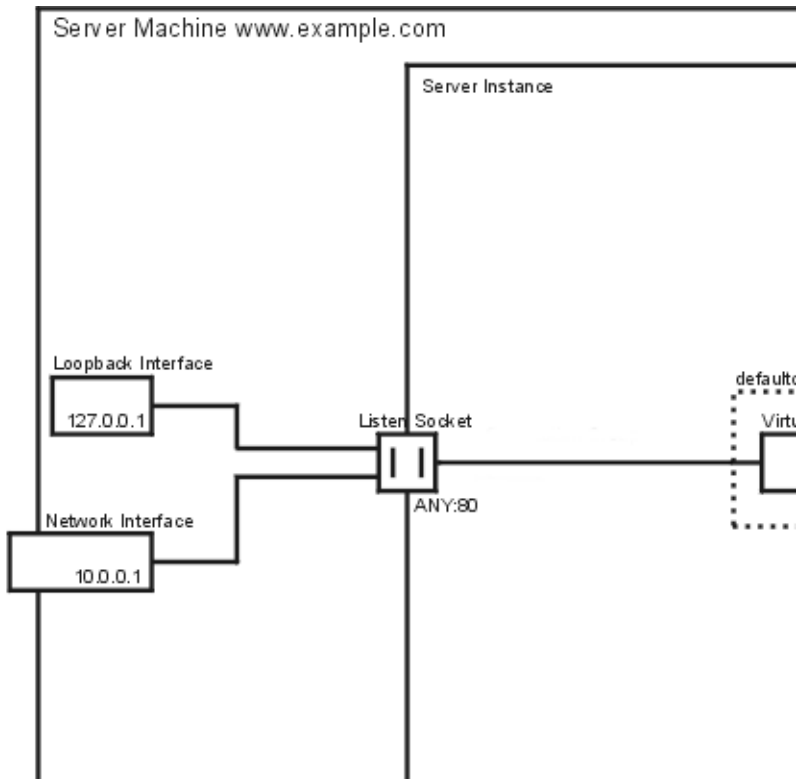 Server Machine www.example.com
Server Instance
Loopback Interface
127.0.0.1
Listen Socket
ANY:80
Network Interface
10.0.0.1